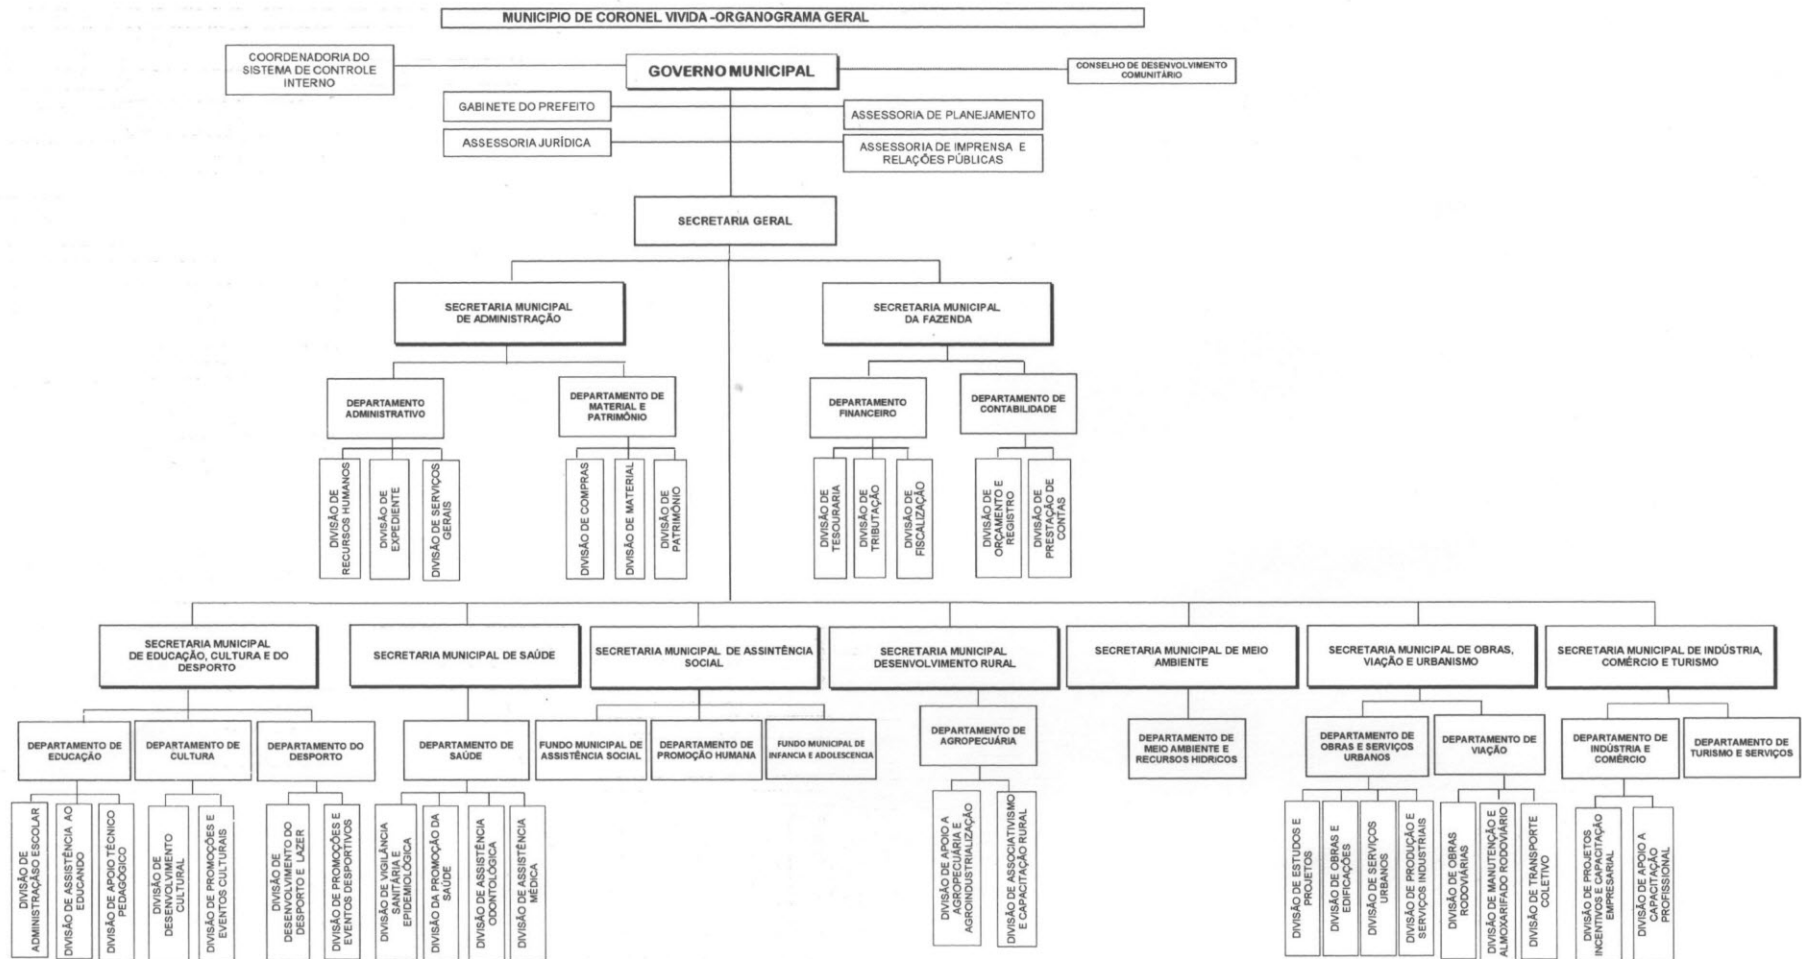 MUNICIPIO DE CORONEL VIVIDA -ORGANOGRAMA GERAL
COORDENADORIA DO
SISTEMA DE CONTROLE
INTERNO
GOVERNO MUNICIPAL
CONSELHO DE DESENVOLVIMENTO
COMUNITÁRIO
GABINETE DO PREFEITO
ASSESSORIA DE PLANEJAMENTO
ASSESSORIA JURÍDICA
ASSESSORIA DE IMPRENSA E
RELAÇÕES PÚBLICAS
SECRETARIA GERAL
SECRETARIA MUNICIPAL
DE ADMINISTRAÇÃO
SECRETARIA MUNICIPAL
DA FAZENDA
DEPARTAMENTO
ADMINISTRATIVO
DEPARTAMENTO DE
MATERIAL E
PATRIMÔNIO
DEPARTAMENTO
FINANCEIRO
DEPARTAMENTO DE
CONTABILIDADE
DIVISÃO DE
RECURSOS HUMANOS
DIVISÃO DE
EXPEDIENTE
DIVISÃO DE SERVIÇOS
GERAIS
DIVISÃO DE COMPRAS
DIVISÃO DE MATERIAL
DIVISÃO DE
PATRIMÔNIO
DIVISÃO DE
TESOURARIA
DIVISÃO DE
TRIBUTAÇÃO
DIVISÃO DE
FISCALIZAÇÃO
DIVISÃO DE
ORÇAMENTO E
REGISTRO
DIVISÃO DE
PRESTAÇÃO DE
CONTAS
SECRETARIA MUNICIPAL
DE EDUCAÇÃO, CULTURA E DO
DESPORTO
SECRETARIA MUNICIPAL DE SAÚDE
SECRETARIA MUNICIPAL DE ASSINTÊNCIA
SOCIAL
SECRETARIA MUNICIPAL
DESENVOLVIMENTO RURAL
SECRETARIA MUNICIPAL DE MEIO
AMBIENTE
SECRETARIA MUNICIPAL DE OBRAS,
VIAÇÃO E URBANISMO
SECRETARIA MUNICIPAL DE INDÚSTRIA,
COMÉRCIO E TURISMO
DEPARTAMENTO DE
EDUCAÇÃO
DEPARTAMENTO DE
CULTURA
DEPARTAMENTO DO
DESPORTO
DEPARTAMENTO DE
SAÚDE
FUNDO MUNICIPAL DE
ASSISTÊNCIA SOCIAL
DEPARTAMENTO DE
PROMOÇÃO HUMANA
FUNDO MUNICIPAL DE
INFANCIA E ADOLESCENCIA
DEPARTAMENTO DE
AGROPECUÁRIA
DEPARTAMENTO DE
MEIO AMBIENTE E
RECURSOS HIDRICOS
DEPARTAMENTO DE
OBRAS E SERVIÇOS
URBANOS
DEPARTAMENTO DE
VIAÇÃO
DEPARTAMENTO DE
INDÚSTRIA E
COMÉRCIO
DEPARTAMENTO DE
TURISMO E SERVIÇOS
DIVISÃO DE
ADMINISTRAÇSO ESCOLAR
DIVISÃO DE ASSISTÊNCIA AO
EDUCANDO
DIVISÃO DE APOIO TÉCNICO
PEDAGÓGICO
DIVISÃO DE
DESENVOLVIMENTO
CULTURAL
DIVISÃO DE PROMOÇÕES E
EVENTOS CULTURAIS
DIVISÃO DE
DESENVOLVIMENTO DO
DESPORTO E LAZER
DIVISÃO DE PROMOÇÕES E
EVENTOS DESPORTIVOS
DIVISÃO DE VIGILÂNCIA
SANITÁRIA E
EPIDEMIOLÓGICA
DIVISÃO DA PROMOÇÃO DA
SAÚDE
DIVISÃO DE ASSISTÊNCIA
ODONTOLÓGICA
DIVISÃO DE ASSISTÊNCIA
MÉDICA
DIVISÃO DE APOIO A
AGROPECUÁRIA E
AGROINDUSTRIALIZAÇÃO
DIVISÃO DE ASSOCIATIVISMO
E CAPACITAÇÃO RURAL
DIVISÃO DE ESTUDOS E
PROJETOS
DIVISÃO DE OBRAS E
EDIFICAÇÕES
DIVISÃO DE SERVIÇOS
URBANOS
DIVISÃO DE PRODUÇÃO E
SERVIÇOS INDUSTRIAIS
DIVISÃO DE OBRAS
RODOVIÁRIAS
DIVISÃO DE MANUTENÇÃO E
ALMOXARIFADO RODOVIÁRIO
DIVISÃO DE TRANSPORTE
COLETIVO
DIVISÃO DE PROJETOS
INCENTIVOS E CAPACITAÇÃO
EMPRESARIAL
DIVISÃO DE APOIO A
CAPACITAÇÃO
PROFISSIONAL